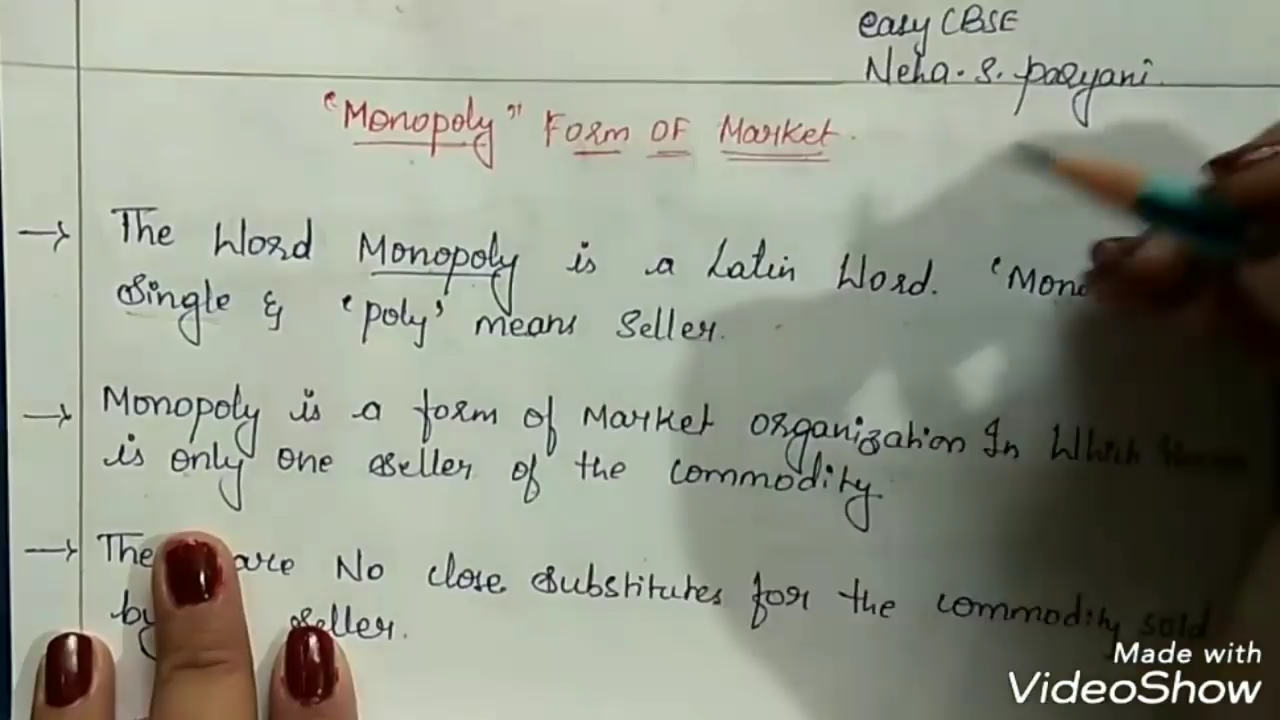 easy CBSE
Neha. S. paryani.
"Monopoly" Form OF Market.
→ The Word Monopoly is a Latin Word. 'Mono
Single & 'poly' means Seller.
→ Monopoly is a form of Market organization In Which there
is only one seller of the commodity.
→ The are No close substitutes for the commodity sold
by seller.
Made with
VideoShow